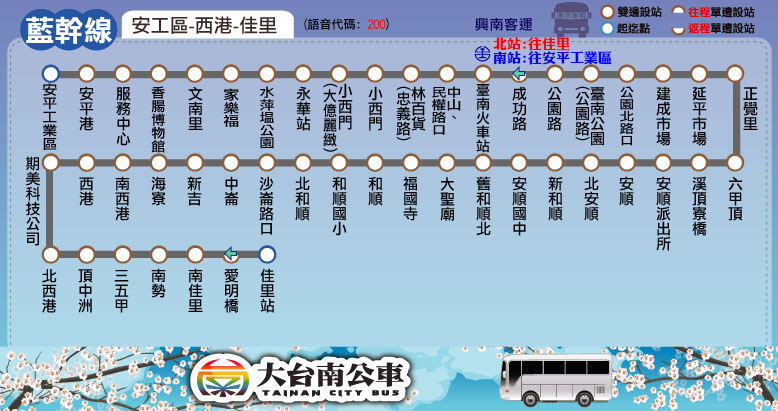 藍幹線
安工區-西港-佳里
(語音代碼: 200)
興南客運
雙邊設站
往程單邊設站
起迄點
返程單邊設站
北站:往佳里
南站:往安平工業區
安平工業區
安平港
服務中心
香腸博物館
文南里
家樂福
水萍塭公園
永華站
小西門
(大億麗緻)
小西門
林百貨
(忠義路)
中山、
民權路口
臺南火車站
成功路
公園路
臺南公園
(公園路)
公園北路口
建成市場
延平市場
正覺里
期美科技公司
西港
南西港
海寮
新吉
中崙
沙崙路口
北和順
和順國小
和順
福國寺
大聖廟
舊和順北
安順國中
新和順
北安順
安順
安順派出所
溪頂寮橋
六甲頂
北西港
頂中洲
三五甲
南勢
南佳里
愛明橋
佳里站
大台南公車
TAINAN CITY BUS